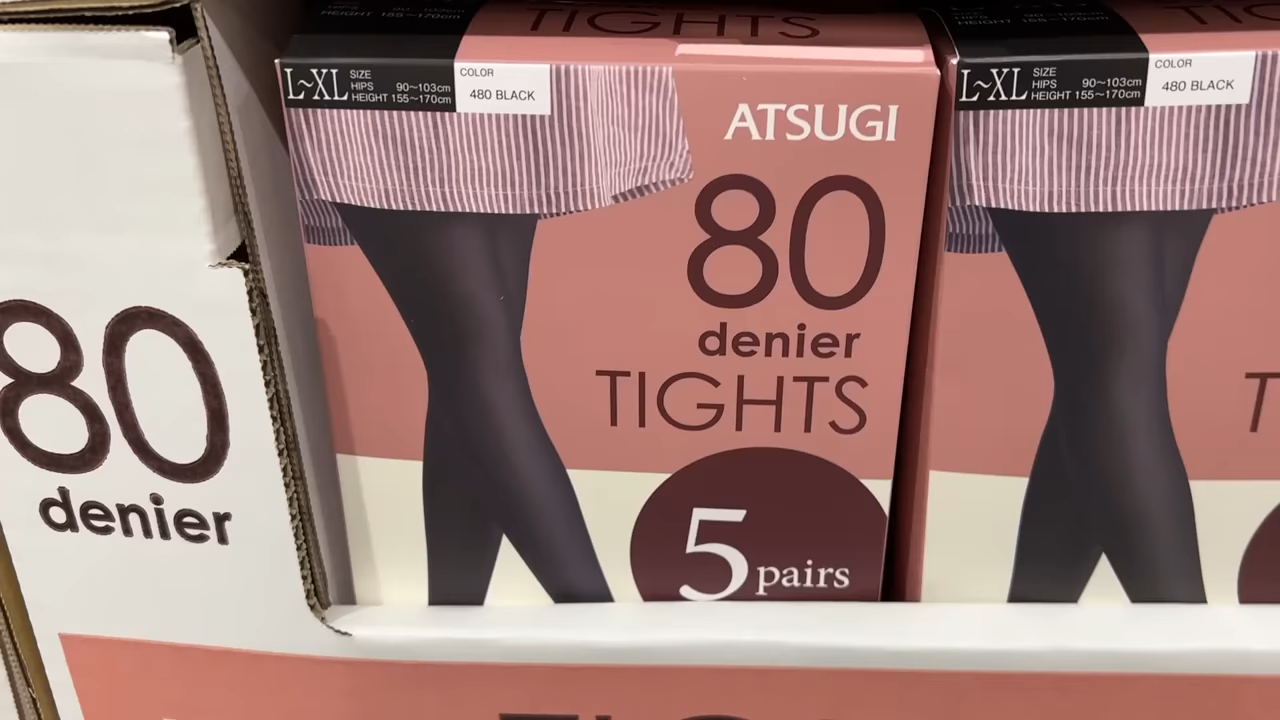 80
denier
TIGHTS
L~XL
SIZE
HIPS 90~103cm
HEIGHT 155~170cm
COLOR
480 BLACK
ATSUGI
80
denier
TIGHTS
5 pairs
L~XL
SIZE
HIPS 90~103cm
HEIGHT 155~170cm
COLOR
480 BLACK